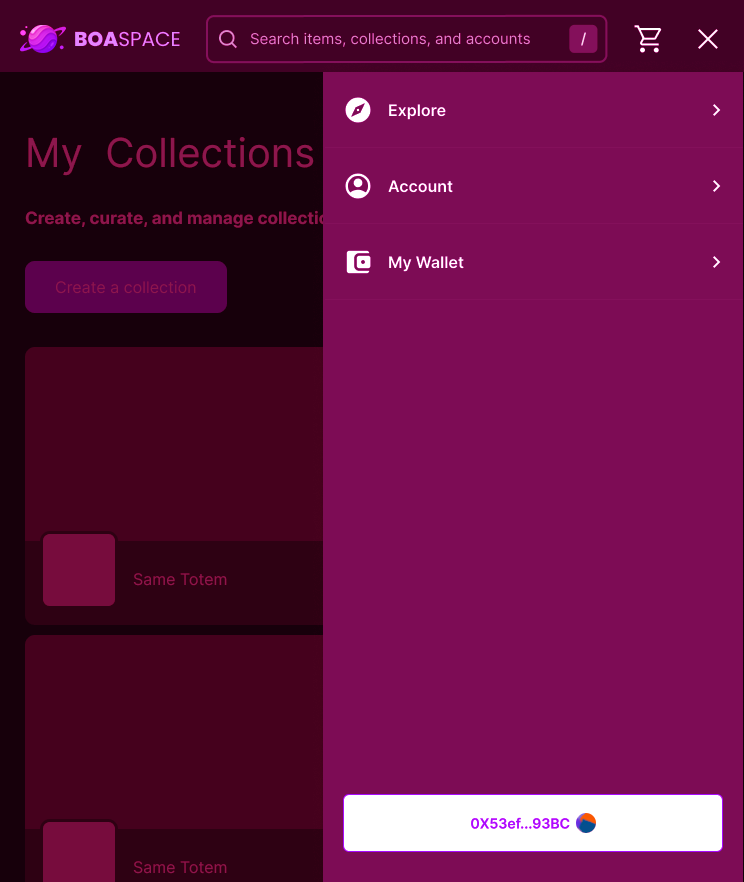 BOASPACE
Search items, collections, and accounts
/
Explore
Account
My Wallet
My Collections
Create, curate, and manage
Create a collection
Same Totem
Same Totem
0X53ef...93BC